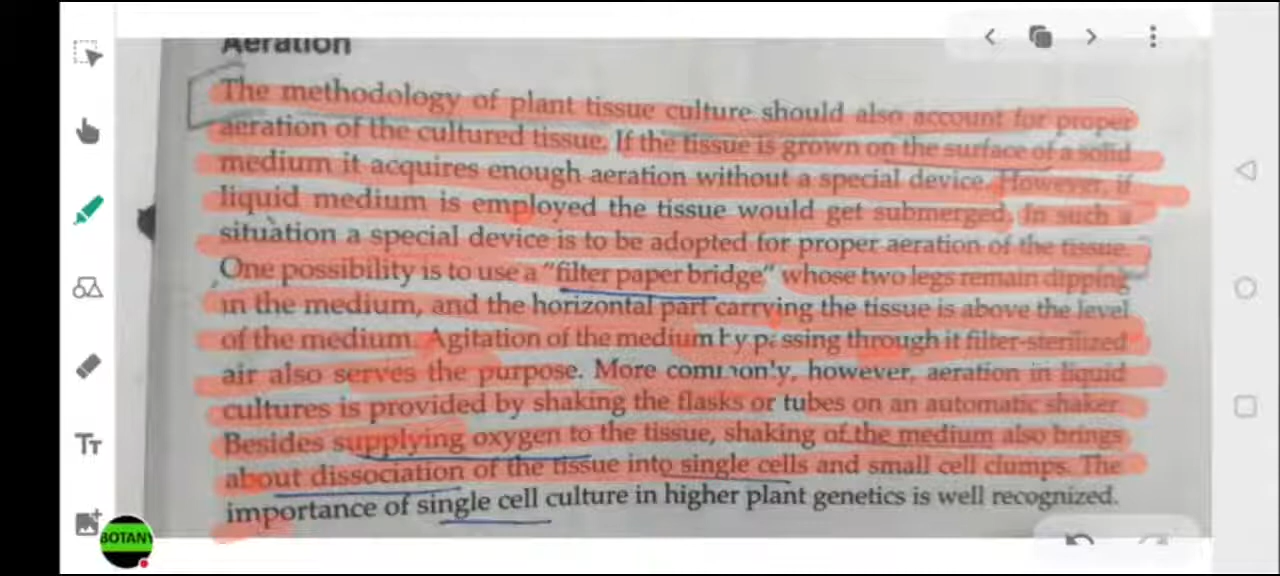 Aeration
The methodology of plant tissue culture should also account for proper
aeration of the cultured tissue. If the tissue is grown on the surface of a solid
medium it acquires enough aeration without a special device. However, if
liquid medium is employed the tissue would get submerged. In such a
situation a special device is to be adopted for proper aeration of the tissue.
One possibility is to use a "filter paper bridge" whose two legs remain dipping
in the medium, and the horizontal part carrying the tissue is above the level
of the medium. Agitation of the medium by passing through it filter-sterilized
air also serves the purpose. More commonly, however, aeration in liquid
cultures is provided by shaking the flasks or tubes on an automatic shaker.
Besides supplying oxygen to the tissue, shaking of the medium also brings
about dissociation of the tissue into single cells and small cell clumps. The
importance of single cell culture in higher plant genetics is well recognized.
TT
BOTANY